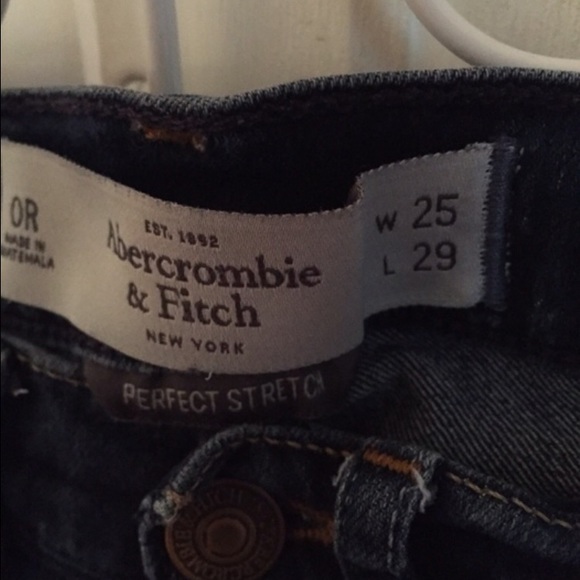 0R
MADE IN
GUATEMALA
EST. 1892
Abercrombie
& Fitch
NEW YORK
PERFECT STRETCH
W 25
L 29